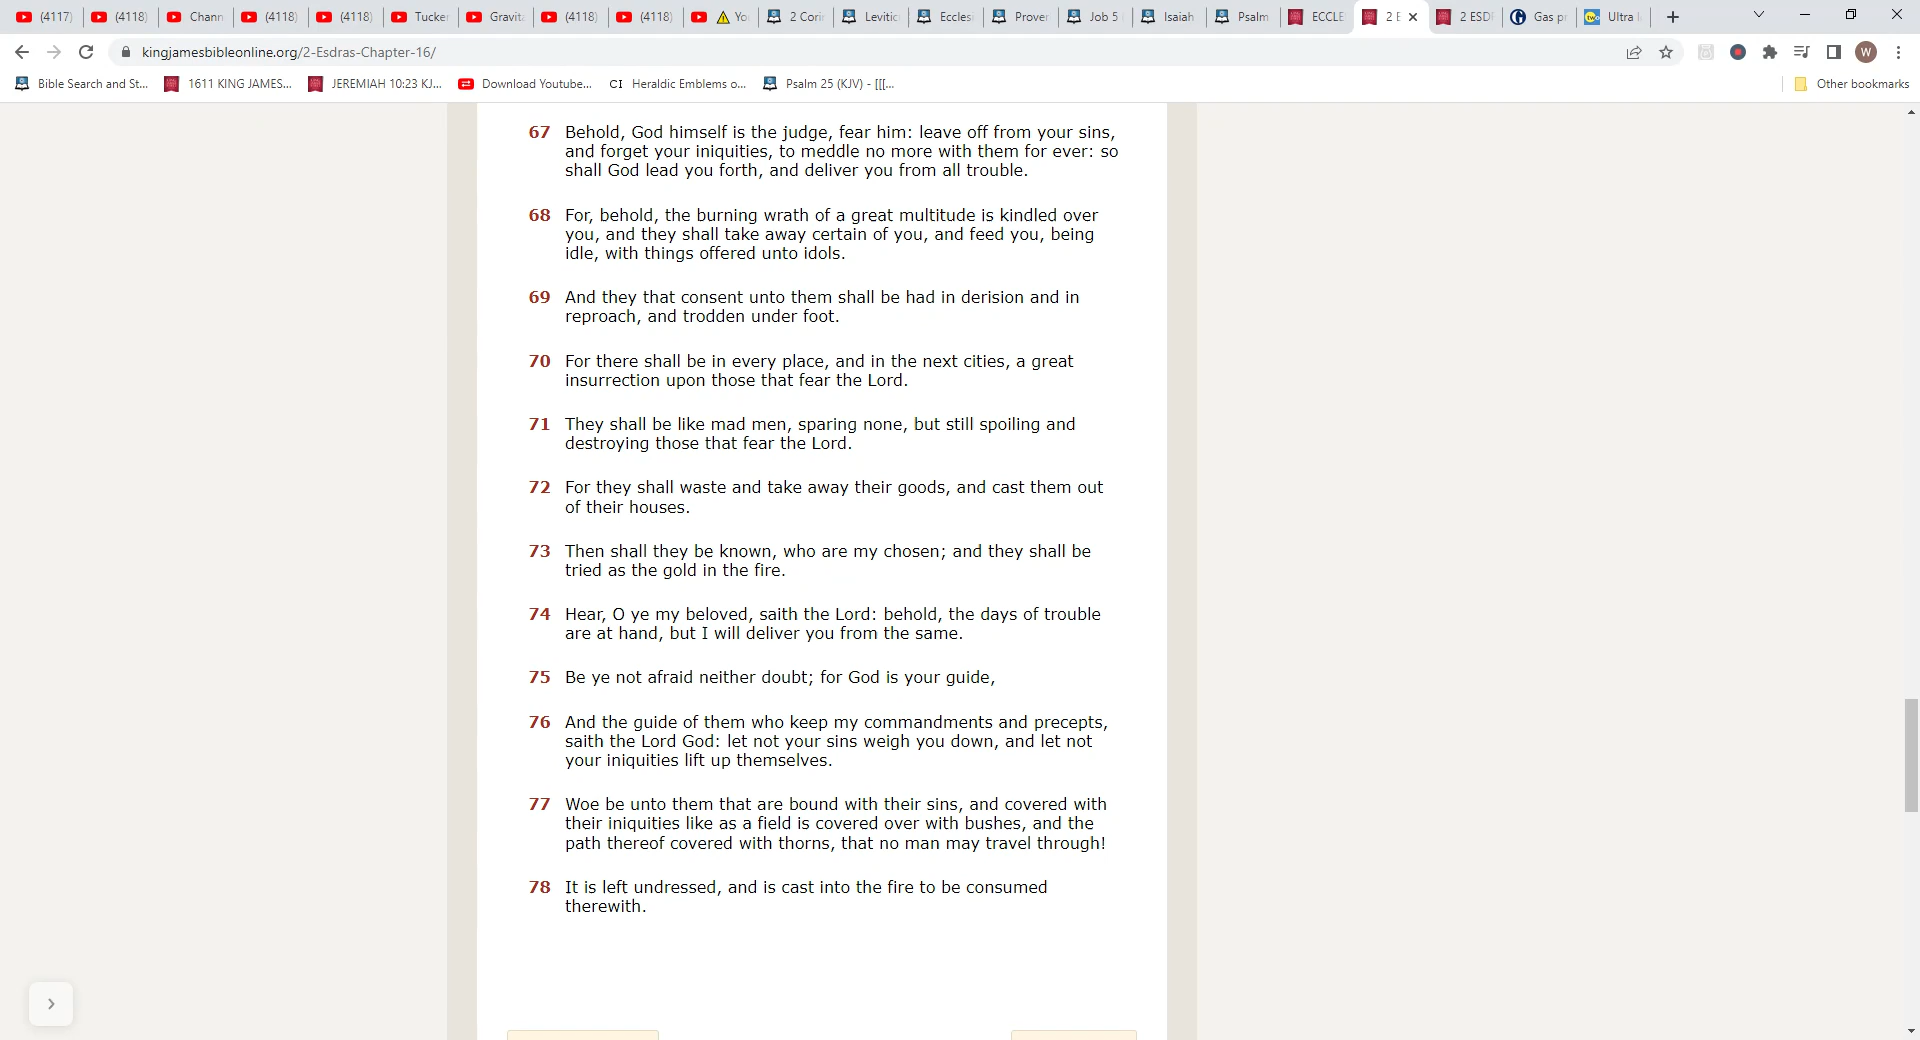 (4117) (4118) Chann (4118) (4118) Tucker Gravita (4118) (4118) Yo 2 Cori Levitic Ecclesi Prover Job 5 Isaiah Psalm ECCLE 2 E 2 ESDI Gas pr Ultra
kingjamesbibleonline.org/2-Esdras-Chapter-16/ W
Bible Search and St... 1611 KING JAMES... JEREMIAH 10:23 KJ... Download Youtube... CI Heraldic Emblems o... Psalm 25 (KJV) - [[[... Other bookmarks
67 Behold, God himself is the judge, fear him: leave off from your sins,
and forget your iniquities, to meddle no more with them for ever: so
shall God lead you forth, and deliver you from all trouble.
68 For, behold, the burning wrath of a great multitude is kindled over
you, and they shall take away certain of you, and feed you, being
idle, with things offered unto idols.
69 And they that consent unto them shall be had in derision and in
reproach, and trodden under foot.
70 For there shall be in every place, and in the next cities, a great
insurrection upon those that fear the Lord.
71 They shall be like mad men, sparing none, but still spoiling and
destroying those that fear the Lord.
72 For they shall waste and take away their goods, and cast them out
of their houses.
73 Then shall they be known, who are my chosen; and they shall be
tried as the gold in the fire.
74 Hear, O ye my beloved, saith the Lord: behold, the days of trouble
are at hand, but I will deliver you from the same.
75 Be ye not afraid neither doubt; for God is your guide,
76 And the guide of them who keep my commandments and precepts,
saith the Lord God: let not your sins weigh you down, and let not
your iniquities lift up themselves.
77 Woe be unto them that are bound with their sins, and covered with
their iniquities like as a field is covered over with bushes, and the
path thereof covered with thorns, that no man may travel through!
78 It is left undressed, and is cast into the fire to be consumed
therewith.